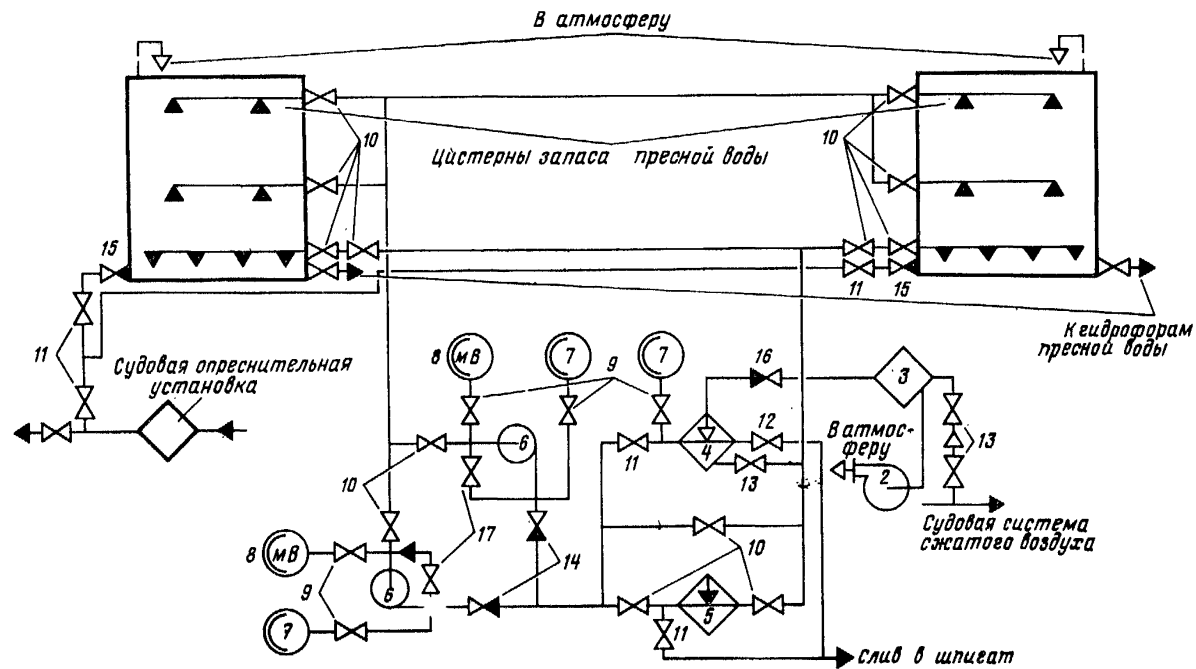 В атмосферу
10
Цистерны запаса пресной воды
10
15
11
15
11
Судовая опреснительная
установка
К гидрофорам
пресной воды
8
мВ
7
9
7
16
3
12
В атмос-
феру
6
11
4
13
2
13
10
17
Судовая система
сжатого воздуха
8
мВ
14
10
9
6
5
7
11
Слив в шпигат